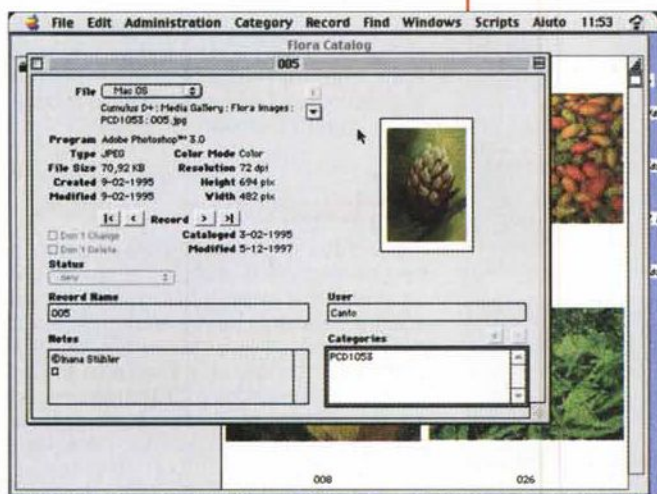 File Edit Administration Category Record Find Windows Scripts Aiuto 11:53
Flora Catalog
005
File Mac OS
Cumulus D+: Media Gallery: Flora Images:
PCD1053: 005.jpg
Program Adobe Photoshop™ 3.0
Type JPEG Color Mode Color
File Size 70,92 KB Resolution 72 dpi
Created 9-02-1995 Height 694 pix
Modified 9-02-1995 Width 482 pix
Record
Don't Change Cataloged 3-02-1995
Don't Delete Modified 5-12-1997
Status
Record Name User
005 Canto
Notes Categories
PCD1053
008 026